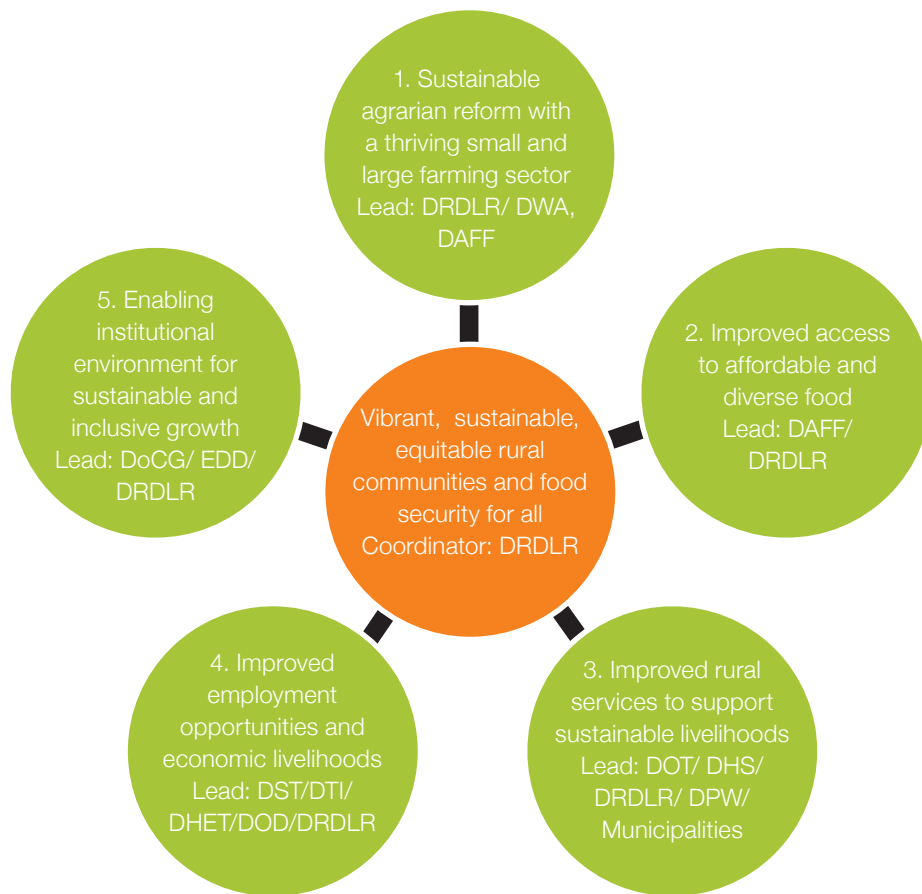 1. Sustainable
agrarian reform with
a thriving small and
large farming sector
Lead: DRDLR/ DWA,
DAFF
2. Improved access
to affordable and
diverse food
Lead: DAFF/
DRDLR
3. Improved rural
services to support
sustainable livelihoods
Lead: DOT/ DHS/
DRDLR/ DPW/
Municipalities
4. Improved
employment
opportunities and
economic livelihoods
Lead: DST/DTI/
DHET/DOD/DRDLR
5. Enabling
institutional
environment for
sustainable and
inclusive growth
Lead: DoCG/ EDD/
DRDLR
Vibrant, sustainable,
equitable rural
communities and food
security for all
Coordinator: DRDLR